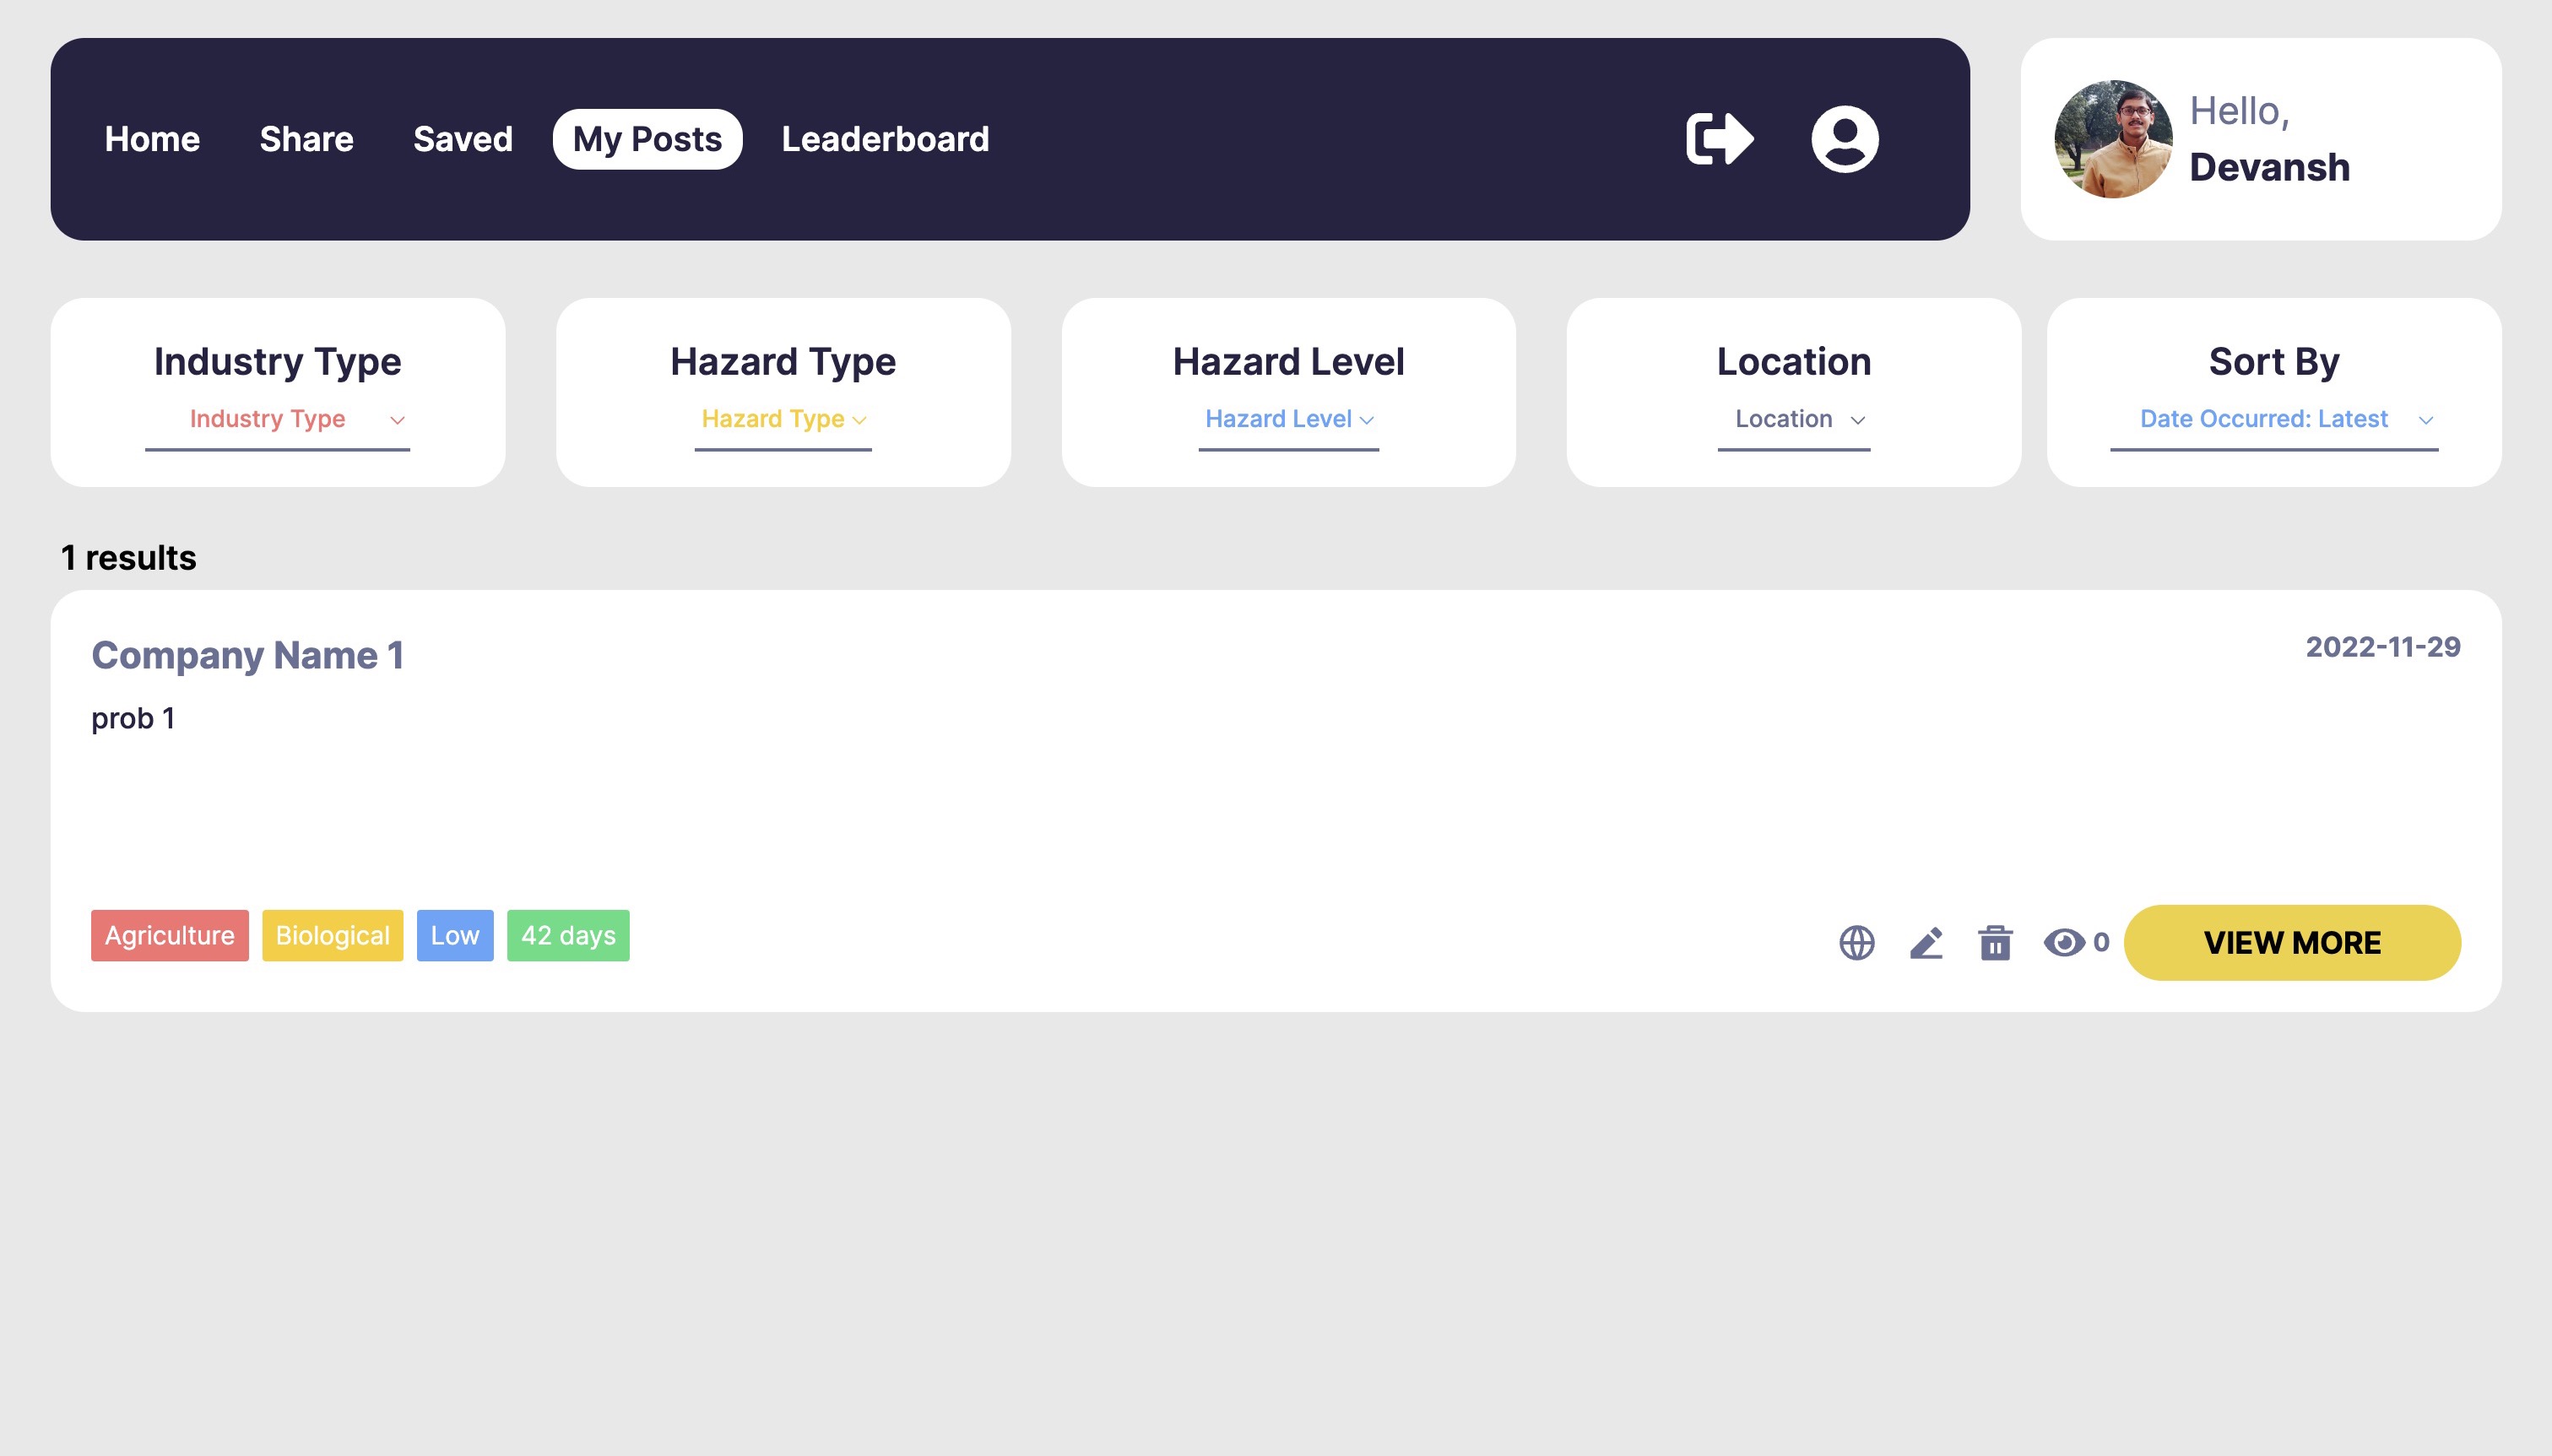 Home Share Saved My Posts Leaderboard
Hello,
Devansh
Industry Type Hazard Type Hazard Level Location Sort By
Industry Type Hazard Type Hazard Level Location Date Occurred: Latest
1 results
Company Name 1 2022-11-29
prob 1
Agriculture Biological Low 42 days 0 VIEW MORE